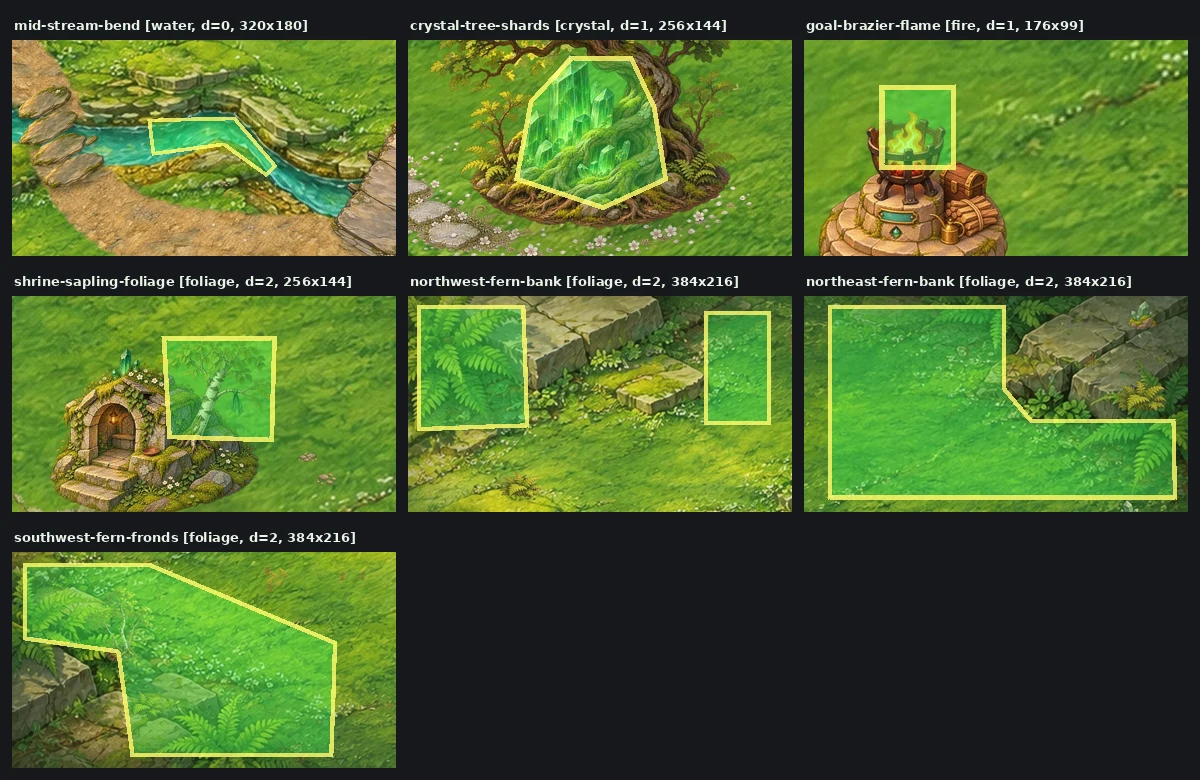 mid-stream-bend [water, d=0, 320x180]
crystal-tree-shards [crystal, d=1, 256x144]
goal-brazier-flame [fire, d=1, 176x99]
shrine-sapling-foliage [foliage, d=2, 256x144]
northwest-fern-bank [foliage, d=2, 384x216]
northeast-fern-bank [foliage, d=2, 384x216]
southwest-fern-fronds [foliage, d=2, 384x216]